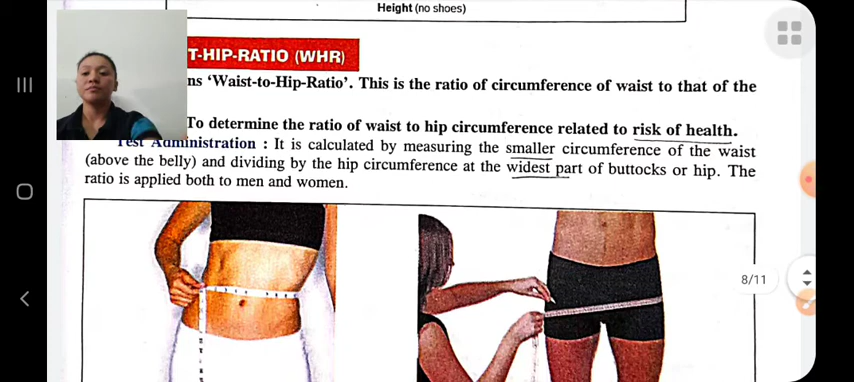 Height (no shoes)
T-HIP-RATIO (WHR)
ns 'Waist-to-Hip-Ratio'. This is the ratio of circumference of waist to that of the
To determine the ratio of waist to hip circumference related to risk of health.
Test Administration : It is calculated by measuring the smaller circumference of the waist
(above the belly) and dividing by the hip circumference at the widest part of buttocks or hip. The
ratio is applied both to men and women.
8/11